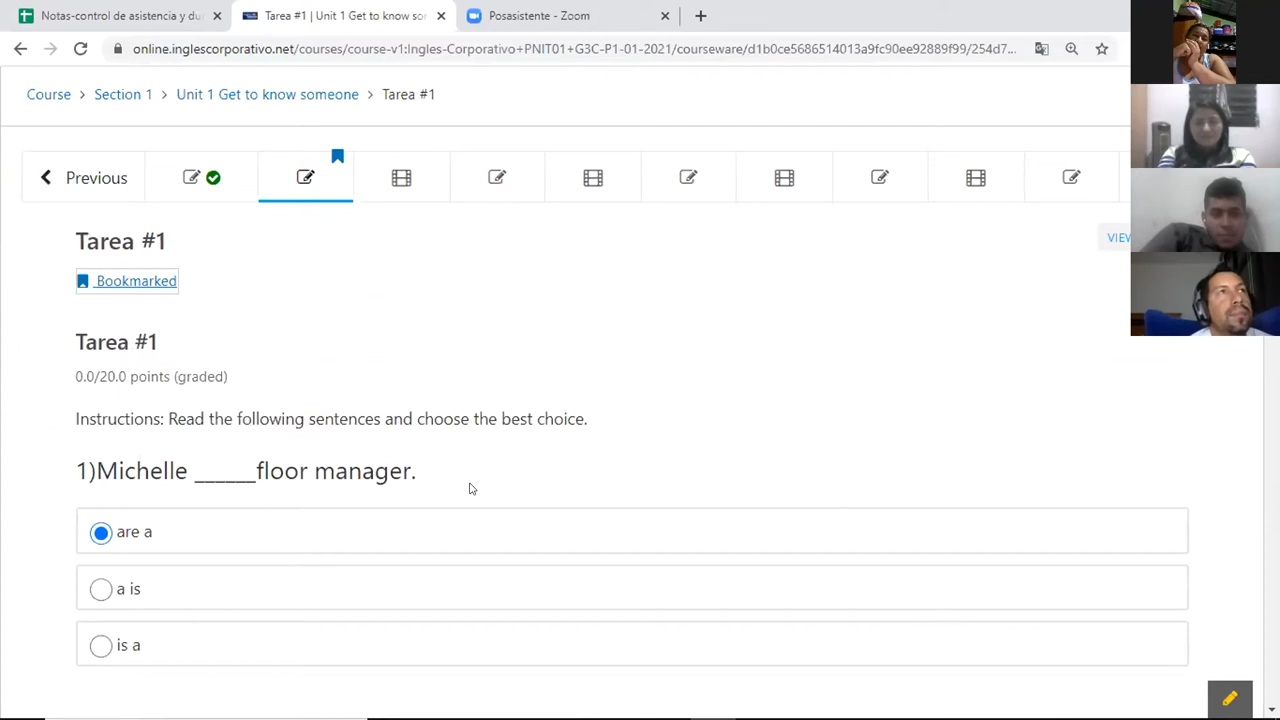 Notas-control de asistencia y du
Tarea #1 | Unit 1 Get to know so
Posasistente - Zoom
online.inglescorporativo.net/courses/course-v1:Ingles-Corporativo+PNIT01+G3C-P1-01-2021/courseware/d1b0ce5686514013a9fc90ee9288f99/254d7...
Course > Section 1 > Unit 1 Get to know someone > Tarea #1
Previous
Tarea #1
VIEW
Bookmarked
Tarea #1
0.0/20.0 points (graded)
Instructions: Read the following sentences and choose the best choice.
1)Michelle ______floor manager.
are a
a is
is a